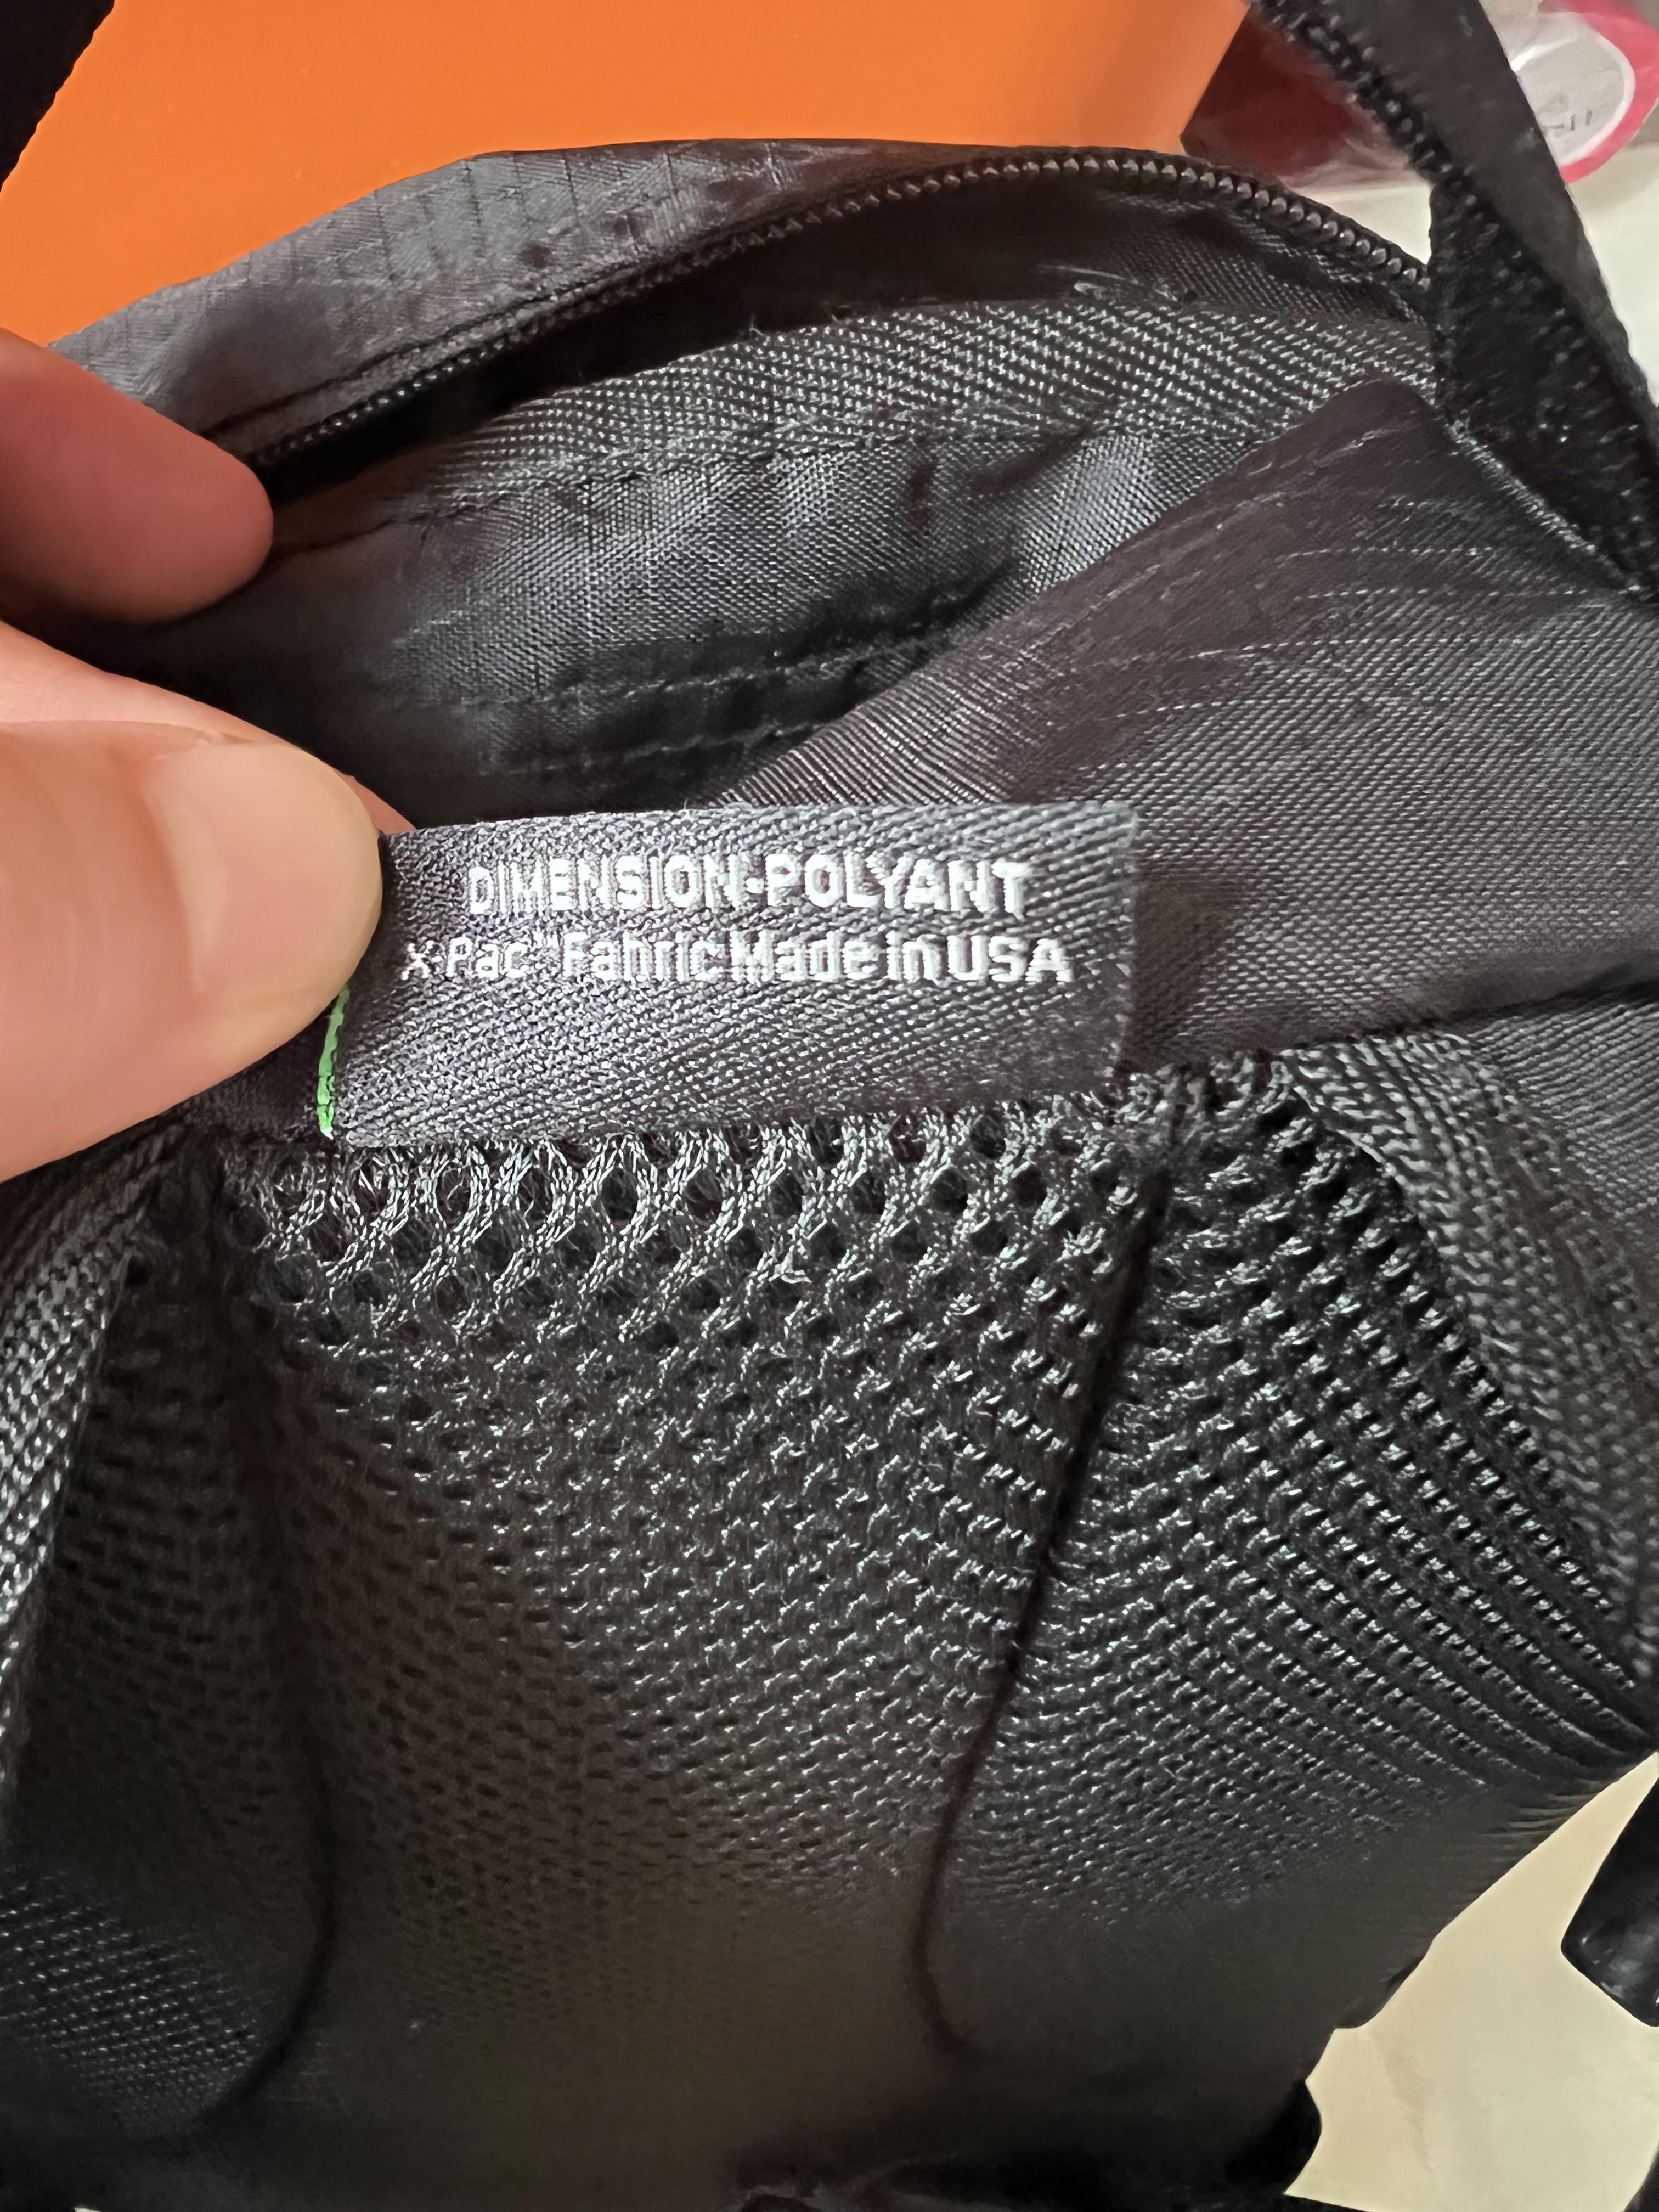 DIMENSION-POLYANT
X-Pac™ Fabric Made in USA